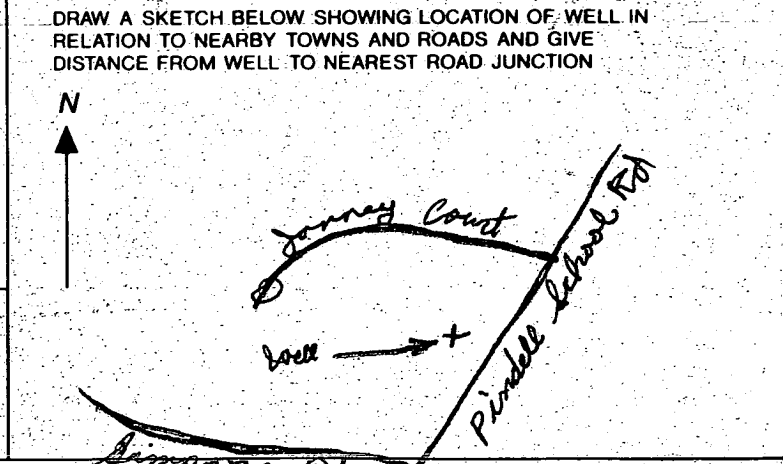 DRAW A SKETCH BELOW SHOWING LOCATION OF WELL IN
RELATION TO NEARBY TOWNS AND ROADS AND GIVE
DISTANCE FROM WELL TO NEAREST ROAD JUNCTION
N
Janney Court
Pindell School Rd
Well